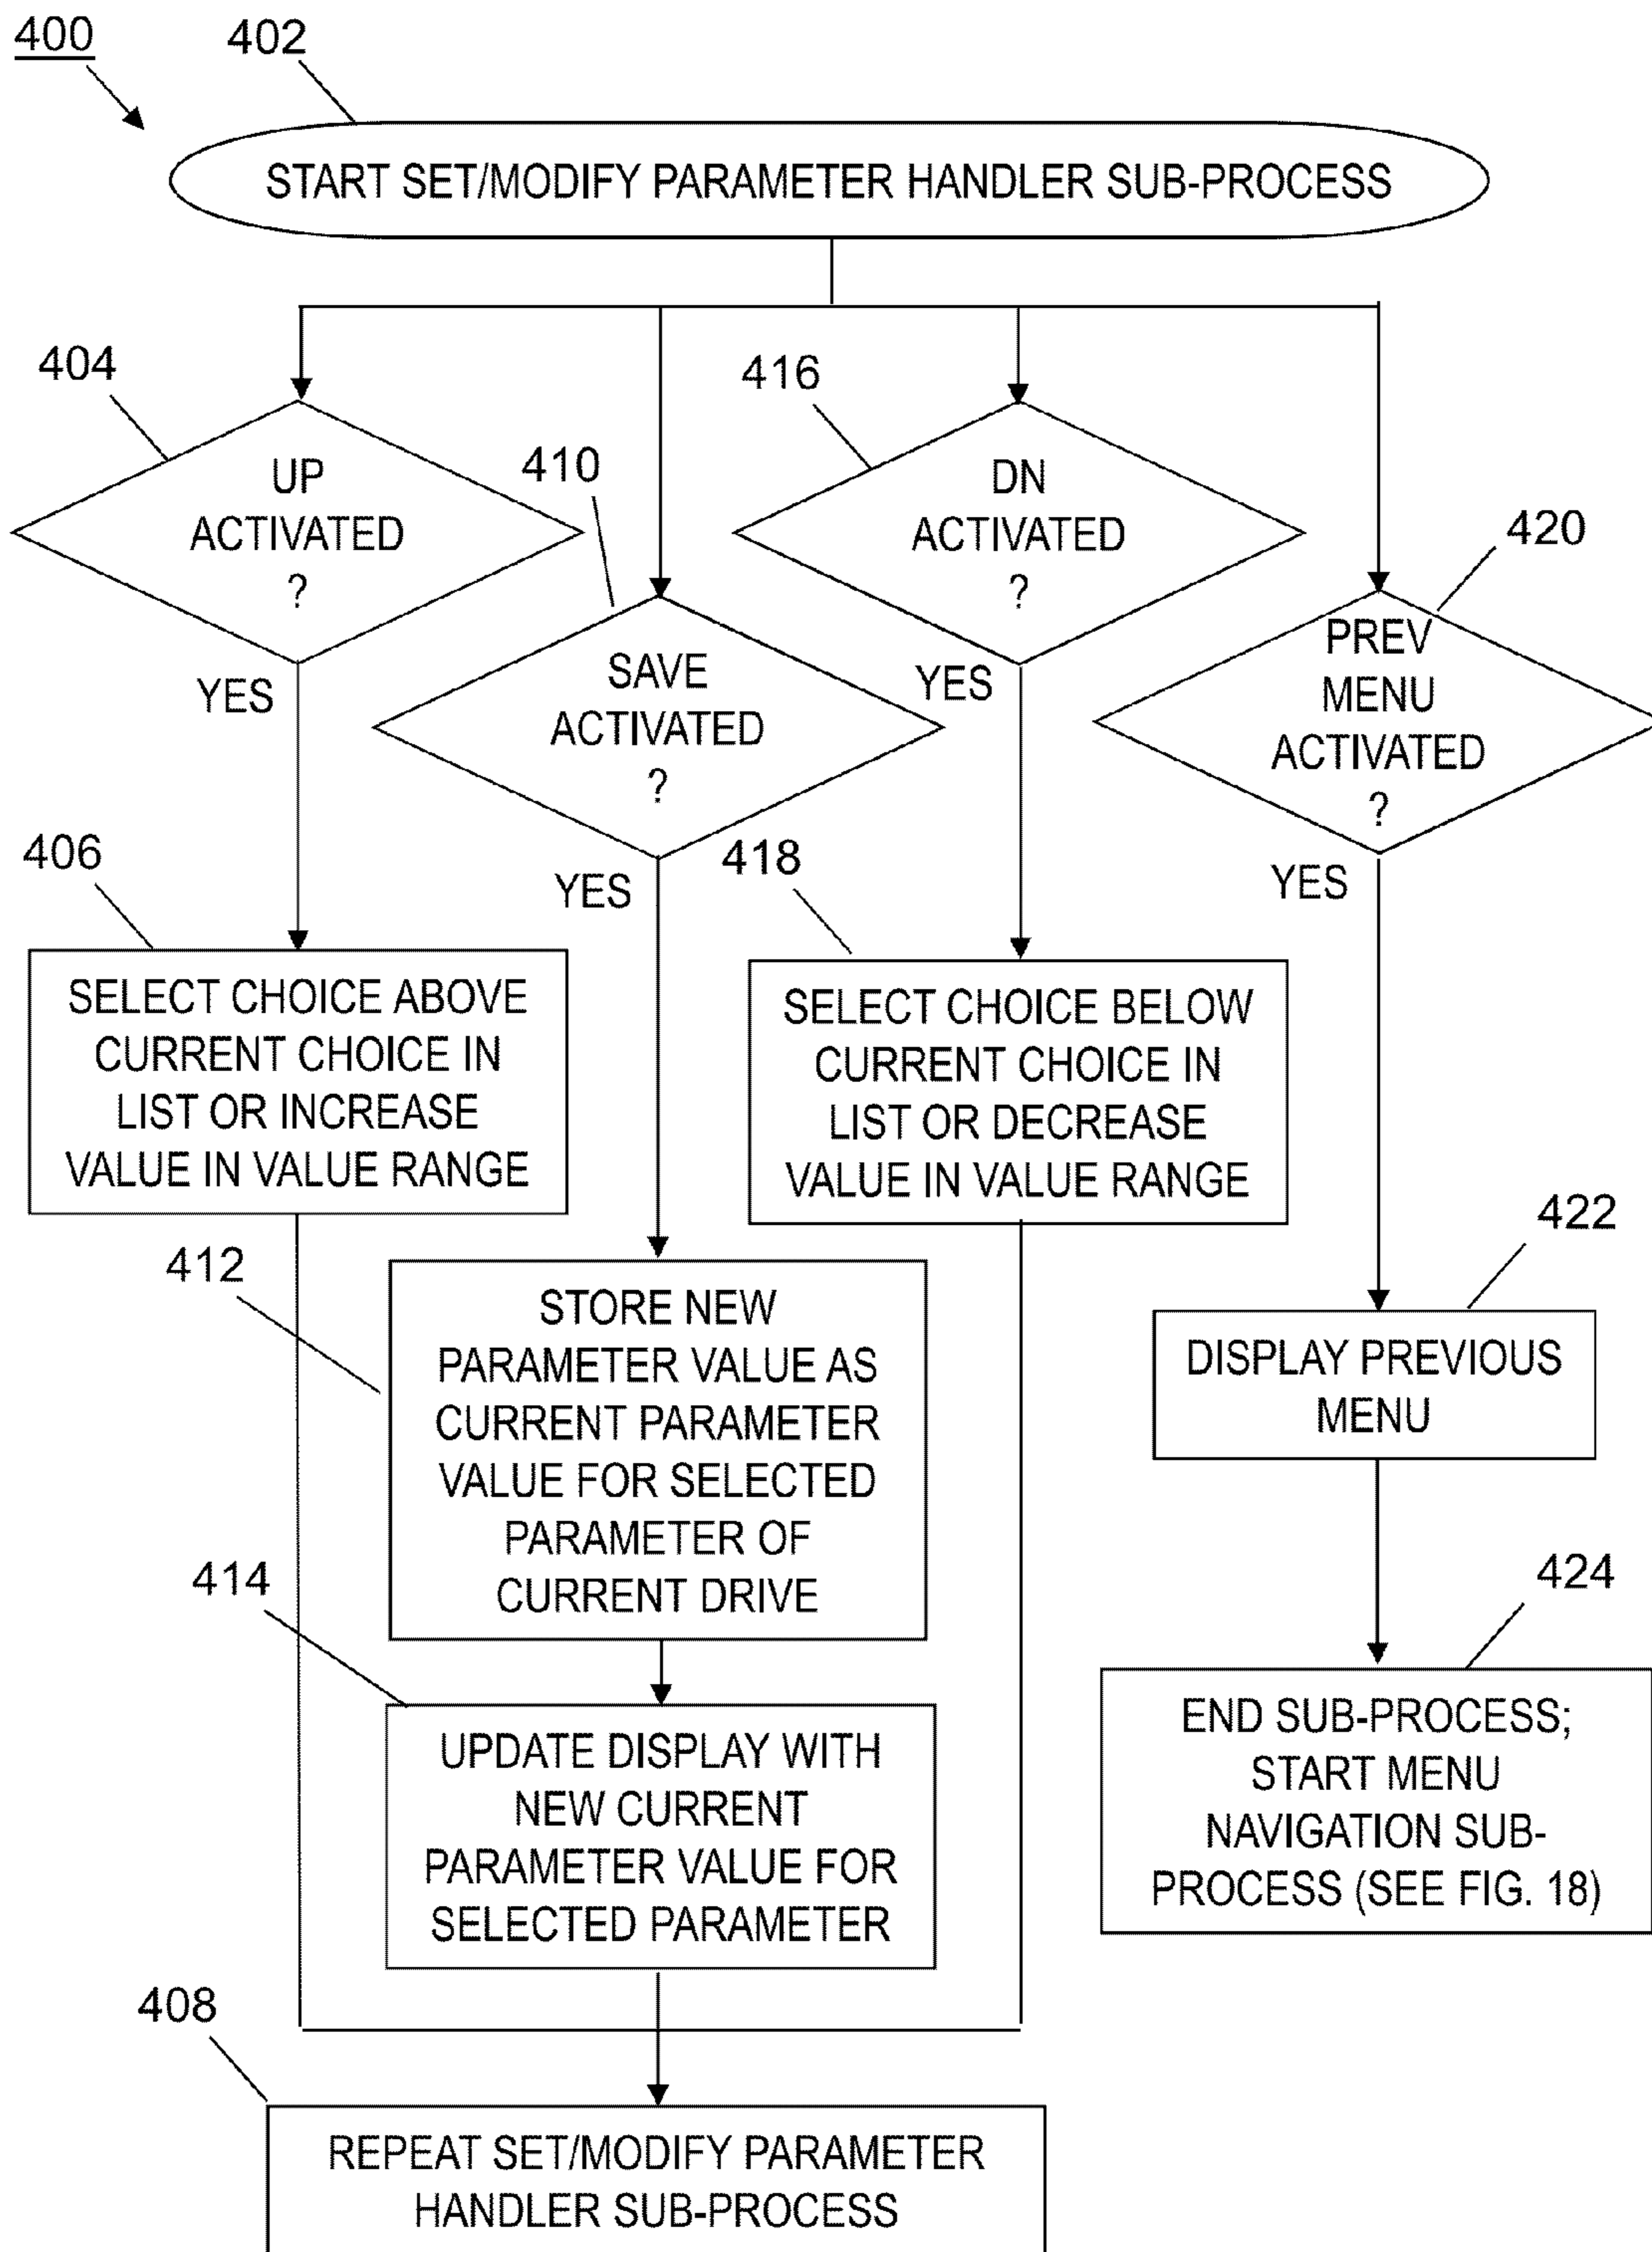 400
402
START SET/MODIFY PARAMETER HANDLER SUB-PROCESS
404
UP
ACTIVATED
?
YES
410
SAVE
ACTIVATED
?
YES
416
DN
ACTIVATED
?
YES
420
PREV
MENU
ACTIVATED
?
YES
406
SELECT CHOICE ABOVE
CURRENT CHOICE IN
LIST OR INCREASE
VALUE IN VALUE RANGE
418
SELECT CHOICE BELOW
CURRENT CHOICE IN
LIST OR DECREASE
VALUE IN VALUE RANGE
412
STORE NEW
PARAMETER VALUE AS
CURRENT PARAMETER
VALUE FOR SELECTED
PARAMETER OF
CURRENT DRIVE
422
DISPLAY PREVIOUS
MENU
414
UPDATE DISPLAY WITH
NEW CURRENT
PARAMETER VALUE FOR
SELECTED PARAMETER
424
END SUB-PROCESS;
START MENU
NAVIGATION SUB-
PROCESS (SEE FIG. 18)
408
REPEAT SET/MODIFY PARAMETER
HANDLER SUB-PROCESS